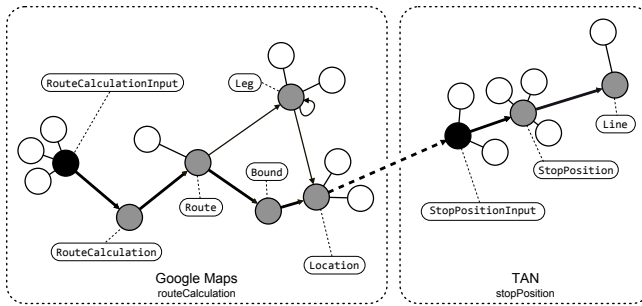 RouteCalculationInput
Leg
Bound
Route
RouteCalculation
Location
Google Maps
routeCalculation
Line
StopPosition
StopPositionInput
TAN
stopPosition